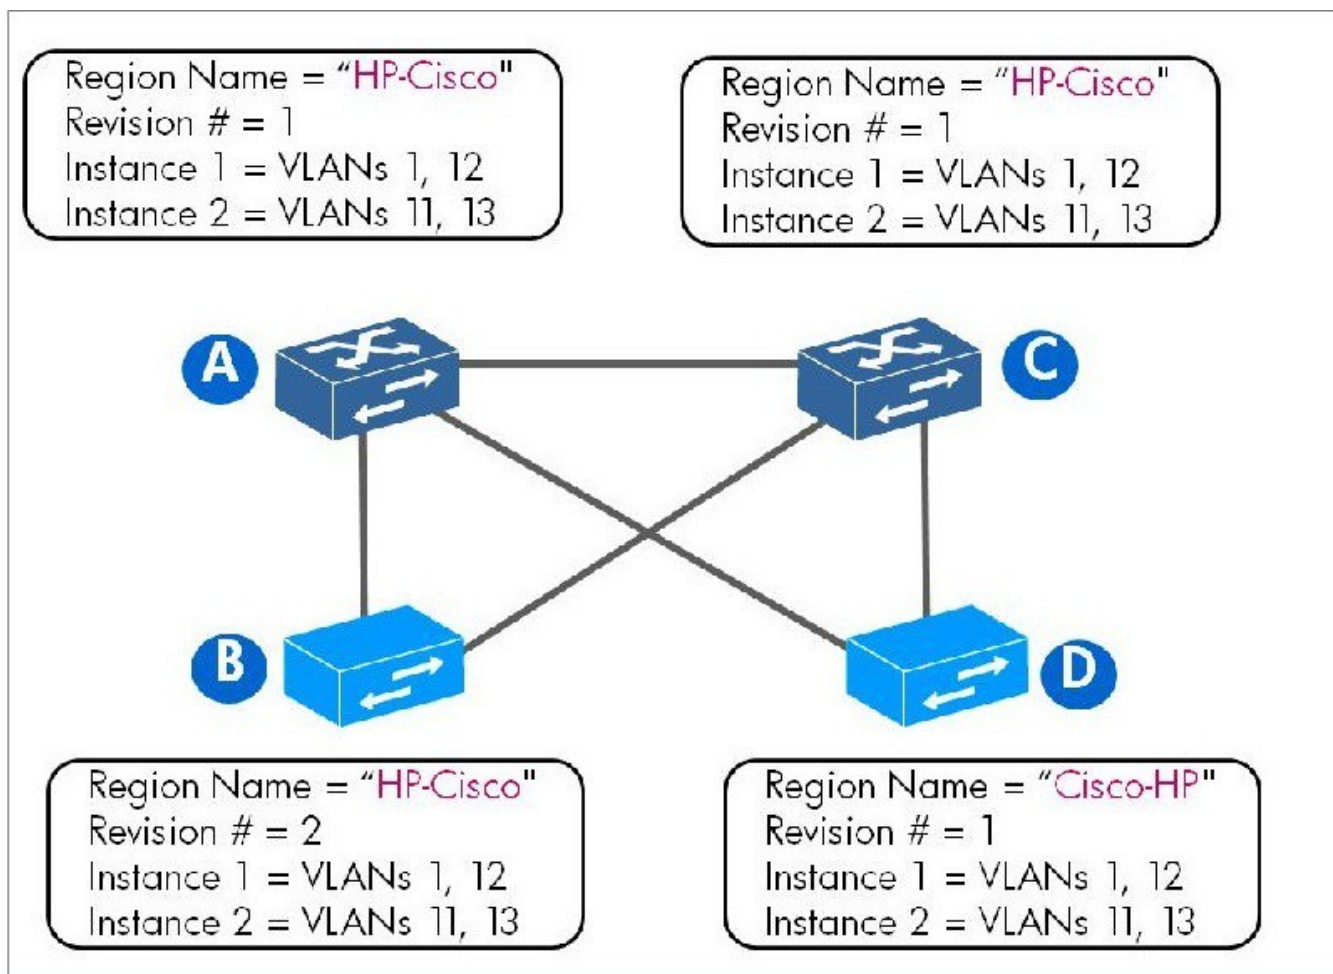 Region Name = “HP-Cisco"
Revision # = 1
Instance 1 = VLANs 1, 12
Instance 2 = VLANs 11, 13
Region Name = “HP-Cisco"
Revision # = 1
Instance 1 = VLANs 1, 12
Instance 2 = VLANs 11, 13
A
C
B
D
Region Name = “HP-Cisco"
Revision # = 2
Instance 1 = VLANs 1, 12
Instance 2 = VLANs 11, 13
Region Name = “Cisco-HP"
Revision # = 1
Instance 1 = VLANs 1, 12
Instance 2 = VLANs 11, 13